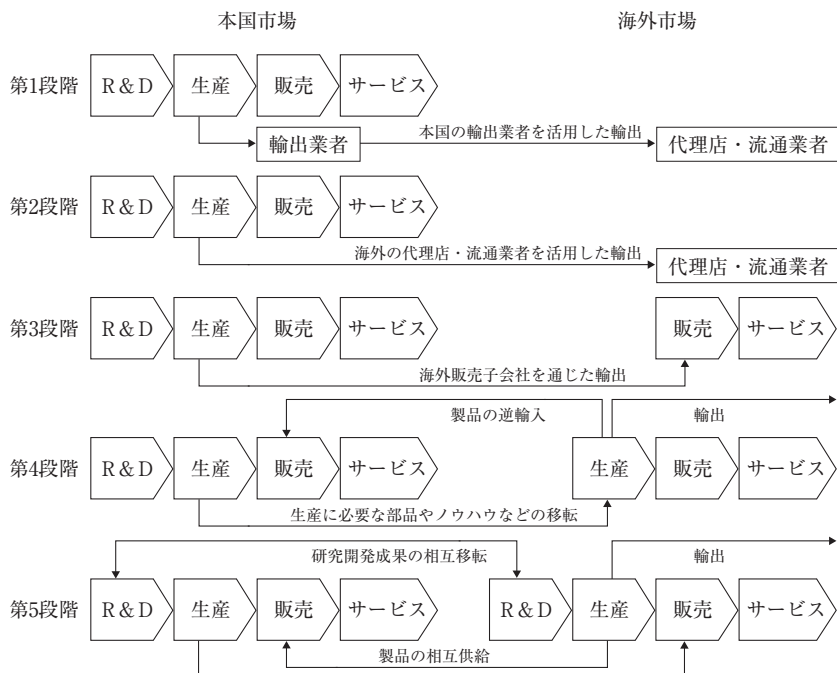 本国市場 海外市場
第1段階 R&D 生産 販売 サービス
輸出業者 本国の輸出業者を活用した輸出 代理店・流通業者
第2段階 R&D 生産 販売 サービス
海外の代理店・流通業者を活用した輸出 代理店・流通業者
第3段階 R&D 生産 販売 サービス 販売 サービス
海外販売子会社を通じた輸出
製品の逆輸入 輸出
第4段階 R&D 生産 販売 サービス 生産 販売 サービス
生産に必要な部品やノウハウなどの移転
研究開発成果の相互移転 輸出
第5段階 R&D 生産 販売 サービス R&D 生産 販売 サービス
製品の相互供給